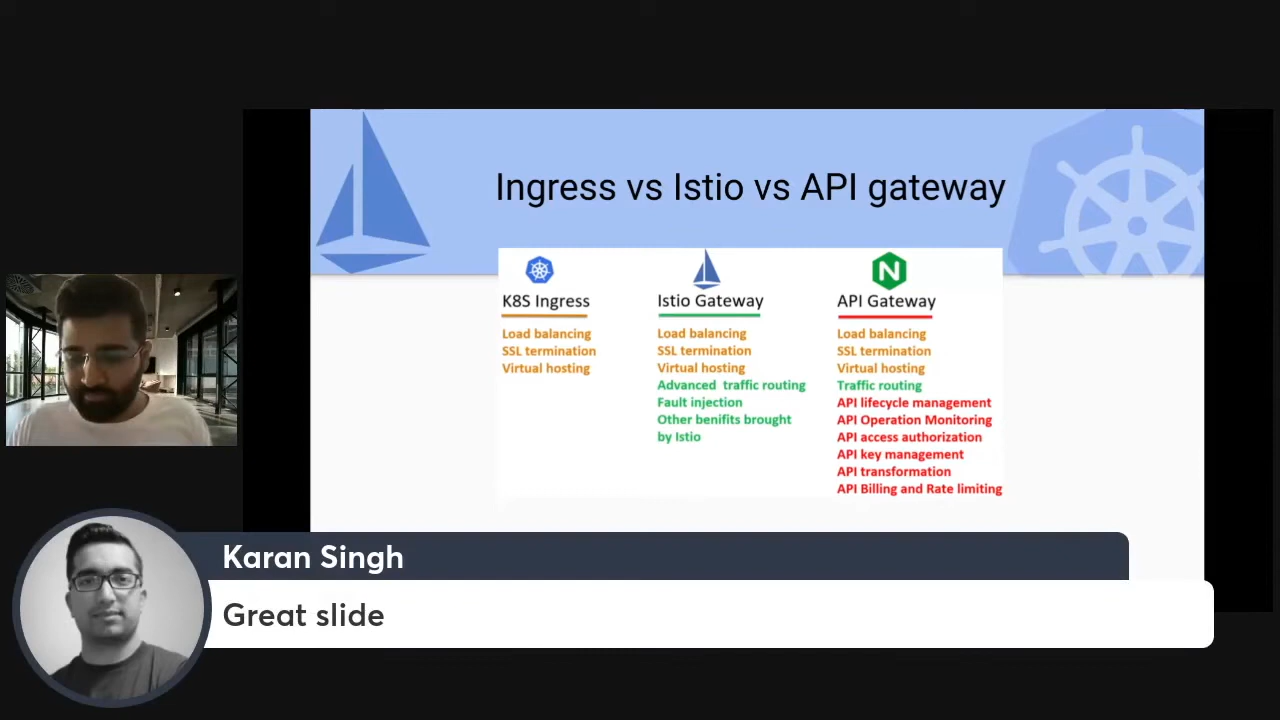 Ingress vs Istio vs API gateway
K8S Ingress
Load balancing
SSL termination
Virtual hosting
Istio Gateway
Load balancing
SSL termination
Virtual hosting
Advanced traffic routing
Fault injection
Other benifits brought
by Istio
N
API Gateway
Load balancing
SSL termination
Virtual hosting
Traffic routing
API lifecycle management
API Operation Monitoring
API access authorization
API key management
API transformation
API Billing and Rate limiting
Karan Singh
Great slide